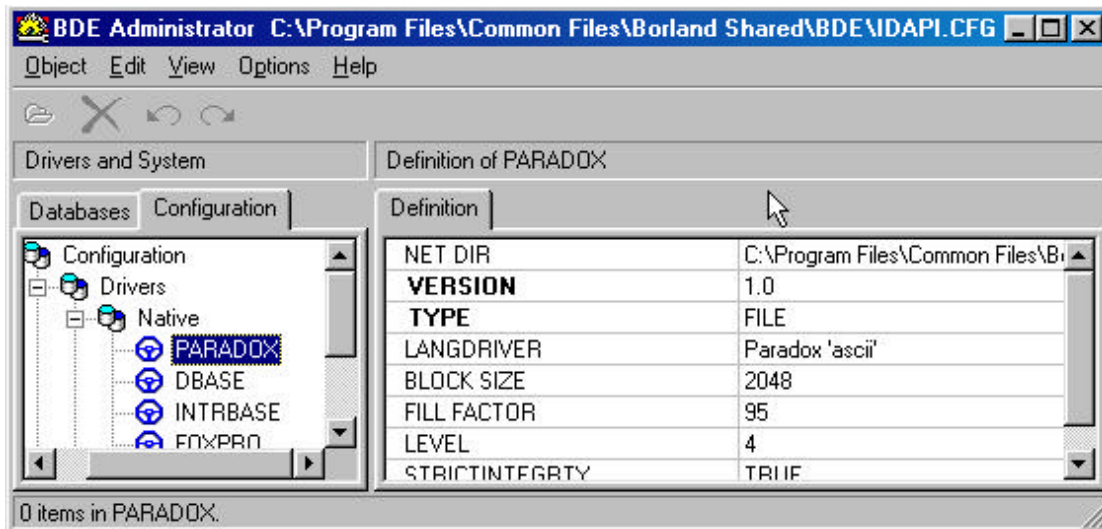 BDE Administrator C:\Program Files\Common Files\Borland Shared\BDE\IDAPI.CFG
Object Edit View Options Help
Drivers and System
Definition of PARADOX
Databases Configuration
Definition
Configuration
Drivers
Native
PARADOX
DBASE
INTRBASE
FOXPRO
NET DIR C:\Program Files\Common Files\B
VERSION 1.0
TYPE FILE
LANGDRIVER Paradox 'ascii'
BLOCK SIZE 2048
FILL FACTOR 95
LEVEL 4
STRICTINTEGRTY TRUE
0 items in PARADOX.